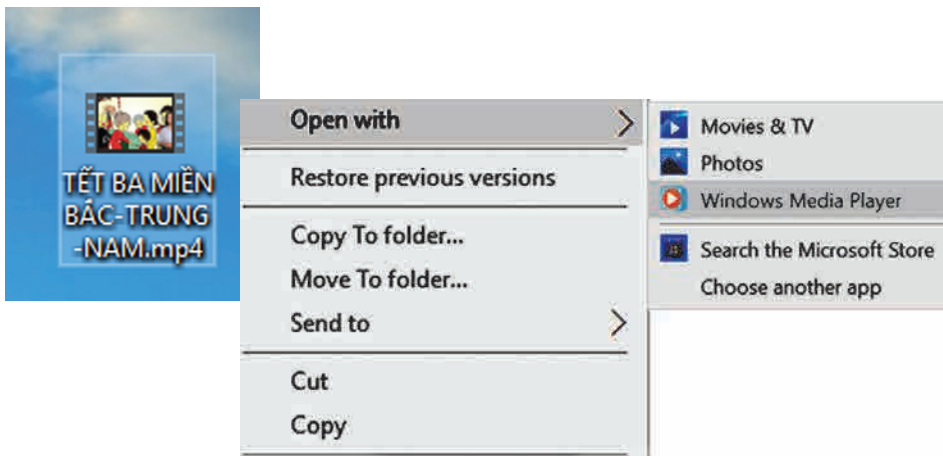 TẾT BA MIỀN
BẮC-TRUNG
-NAM.mp4
Open with
Restore previous versions
Copy To folder...
Move To folder...
Send to
Cut
Copy
Movies & TV
Photos
Windows Media Player
Search the Microsoft Store
Choose another app